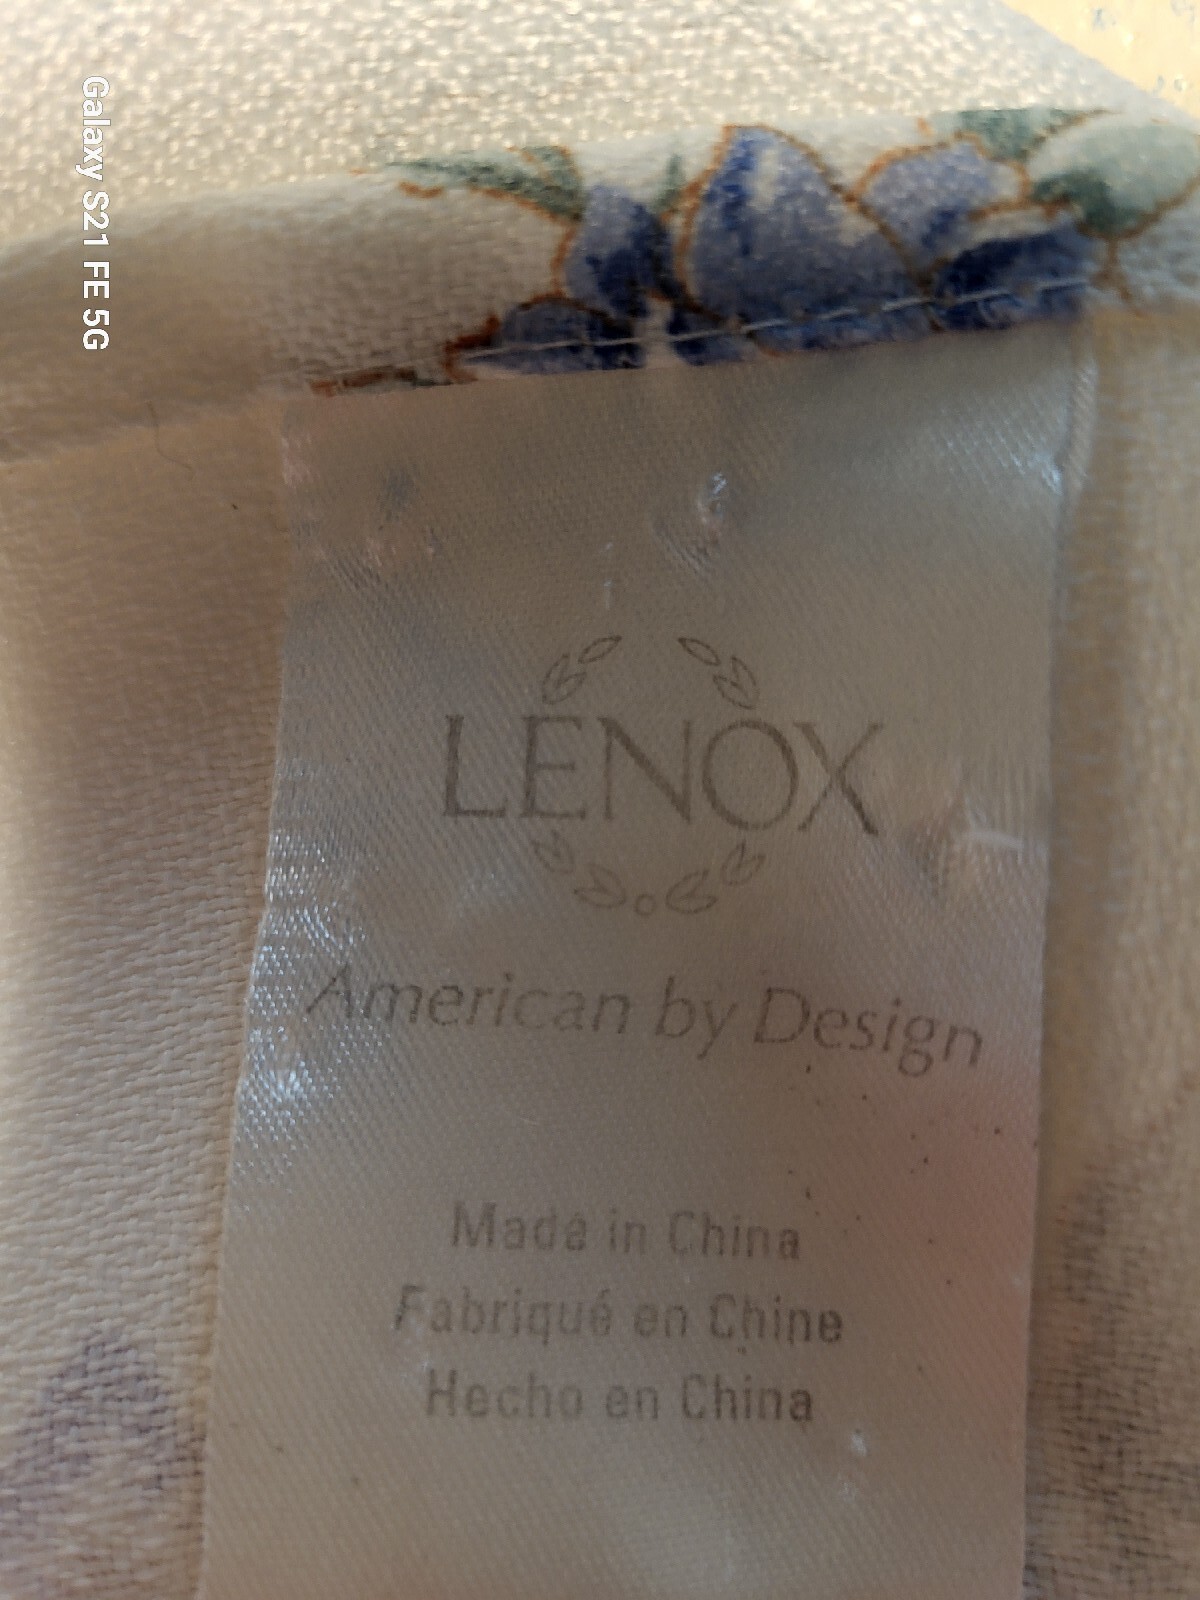 Galaxy S21 FE 5G
LENOX
American by Design
Made in China
Fabriqué en Chine
Hecho en China